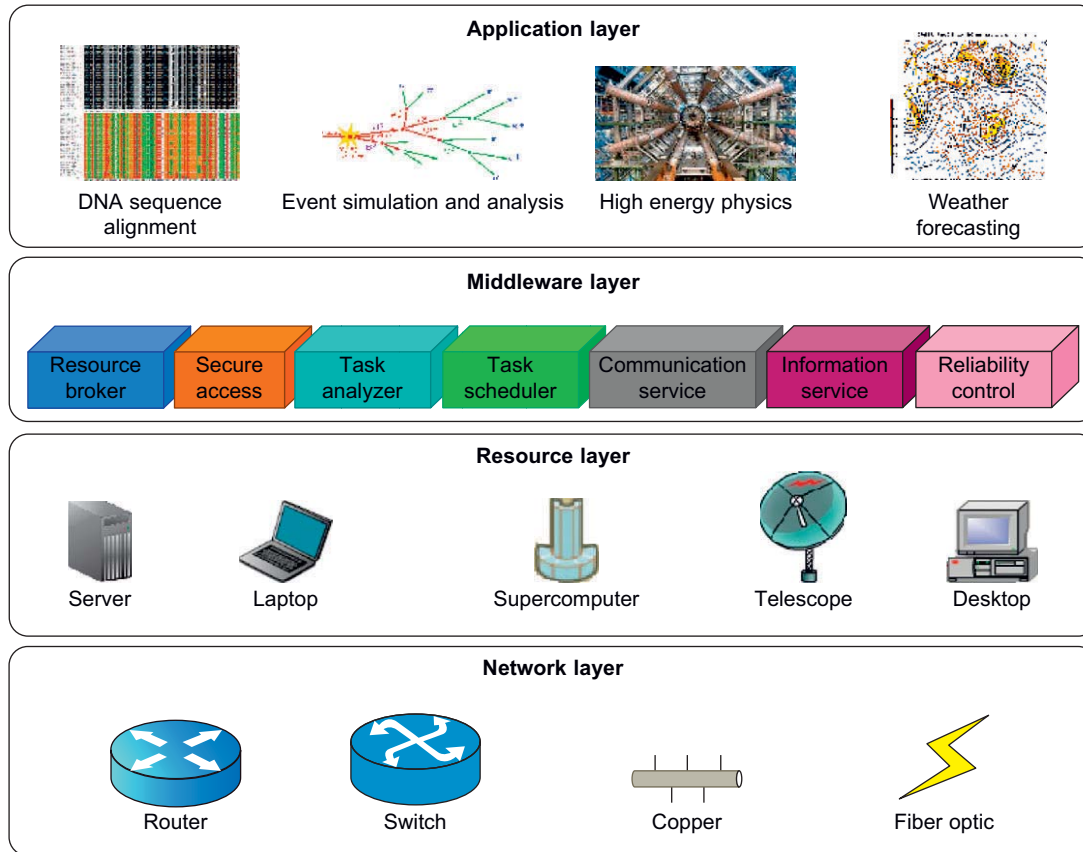 Application layer
DNA sequence
alignment
Event simulation and analysis
High energy physics
Weather
forecasting
Middleware layer
Resource
broker
Secure
access
Task
analyzer
Task
scheduler
Communication
service
Information
service
Reliability
control
Resource layer
Server
Laptop
Supercomputer
Telescope
Desktop
Network layer
Router
Switch
Copper
Fiber optic